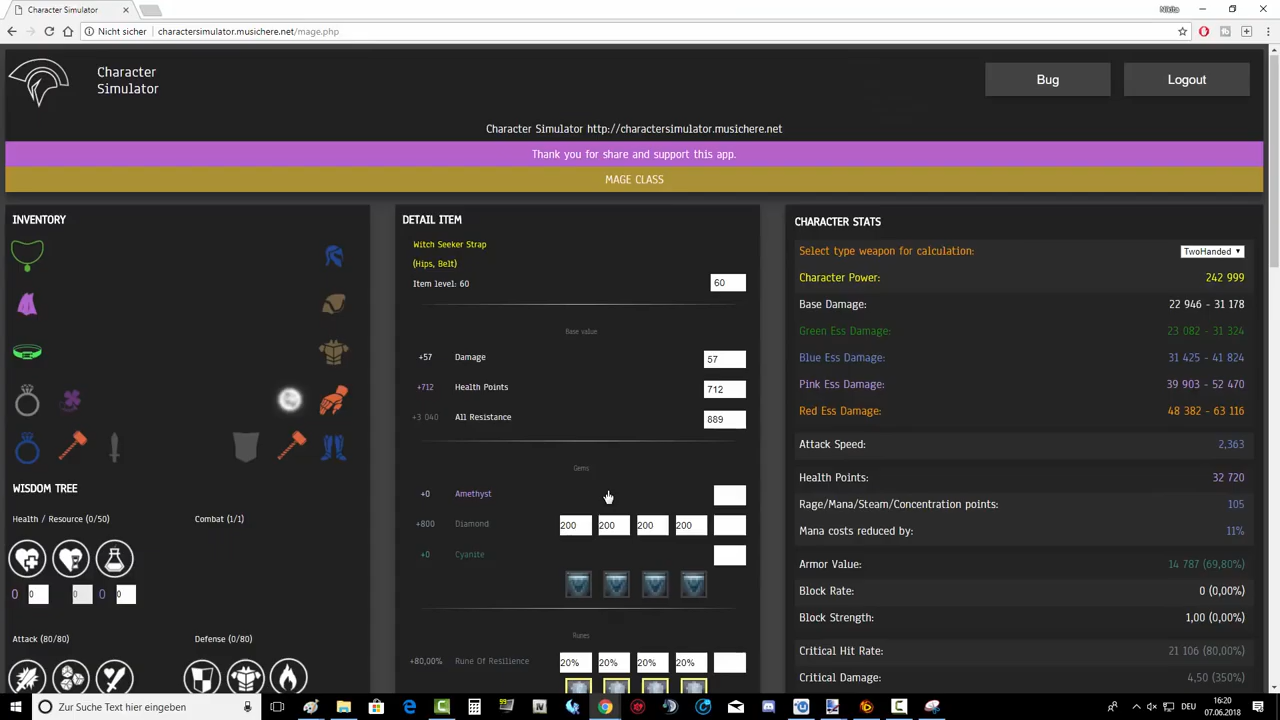 Character Simulator
Nikita
Nicht sicher | charactersimulator.musichere.net/mage.php
Character
Simulator
Bug
Logout
Character Simulator http://charactersimulator.musichere.net
Thank you for share and support this app.
MAGE CLASS
INVENTORY
WISDOM TREE
Health / Resource (0/50)
Combat (1/1)
0 0 0 0 0
Attack (80/80)
Defense (0/80)
DETAIL ITEM
Witch Seeker Strap
(Hips, Belt)
Item level: 60 60
Base value
+57 Damage 57
+712 Health Points 712
+3 040 All Resistance 889
Gems
+0 Amethyst
+800 Diamond 200 200 200 200
+0 Cyanite
Runes
+80,00% Rune Of Resilience 20% 20% 20% 20%
CHARACTER STATS
Select type weapon for calculation: TwoHanded
Character Power: 242 999
Base Damage: 22 946 - 31 178
Green Ess Damage: 23 082 - 31 324
Blue Ess Damage: 31 425 - 41 824
Pink Ess Damage: 39 903 - 52 470
Red Ess Damage: 48 382 - 63 116
Attack Speed: 2,363
Health Points: 32 720
Rage/Mana/Steam/Concentration points: 105
Mana costs reduced by: 11%
Armor Value: 14 787 (69,80%)
Block Rate: 0 (0,00%)
Block Strength: 1,00 (0,00%)
Critical Hit Rate: 21 106 (80,00%)
Critical Damage: 4,50 (350%)
Zur Suche Text hier eingeben
DEU
16:20
07.06.2018